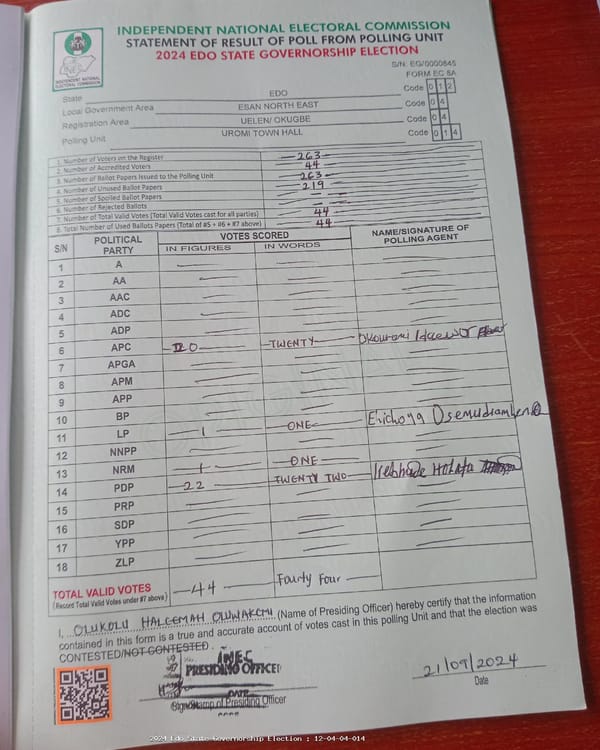 INDEPENDENT NATIONAL ELECTORAL COMMISSION
STATEMENT OF RESULT OF POLL FROM POLLING UNIT
2024 EDO STATE GOVERNORSHIP ELECTION
INDEPENDENT NATIONAL
ELECTORAL COMMISSION
S/N: EG/0000845
FORM EC 8A
State EDO Code 0 1 2
Local Government Area ESAN NORTH EAST Code 0 4
Registration Area UELEN/ OKUGBE Code 0 4
Polling Unit UROMI TOWN HALL Code 0 1 4
1. Number of Voters on the Register 263
2. Number of Accredited Voters 44
3. Number of Ballot Papers Issued to the Polling Unit 263
4. Number of Unused Ballot Papers 219
5. Number of Spoiled Ballot Papers
6. Number of Rejected Ballots
7. Number of Total Valid Votes (Total Valid Votes cast for all parties) 44
8. Total Number of Used Ballots Papers (Total of #5 + #6 + #7 above) 44
S/N POLITICAL PARTY VOTES SCORED NAME/SIGNATURE OF POLLING AGENT
IN FIGURES IN WORDS
1 A
2 AA
3 AAC
4 ADC
5 ADP
6 APC 20 TWENTY
7 APGA
8 APM
9 APP
10 BP
11 LP 1 ONE
12 NNPP
13 NRM 1 ONE
14 PDP 22 TWENTY TWO
15 PRP
16 SDP
17 YPP
18 ZLP
TOTAL VALID VOTES 44 Fourty Four
(Record Total Valid Votes under #7 above)
I, OLUKOLU HALEEMAH OLUWAKEMI (Name of Presiding Officer) hereby certify that the information
contained in this form is a true and accurate account of votes cast in this polling Unit and that the election was
CONTESTED/NOT CONTESTED.
INEC
PRESIDING OFFICER
DATE
Sign/Stamp of Presiding Officer
21/09/2024
Date
2024 Edo State Governorship Election : 12-04-04-014